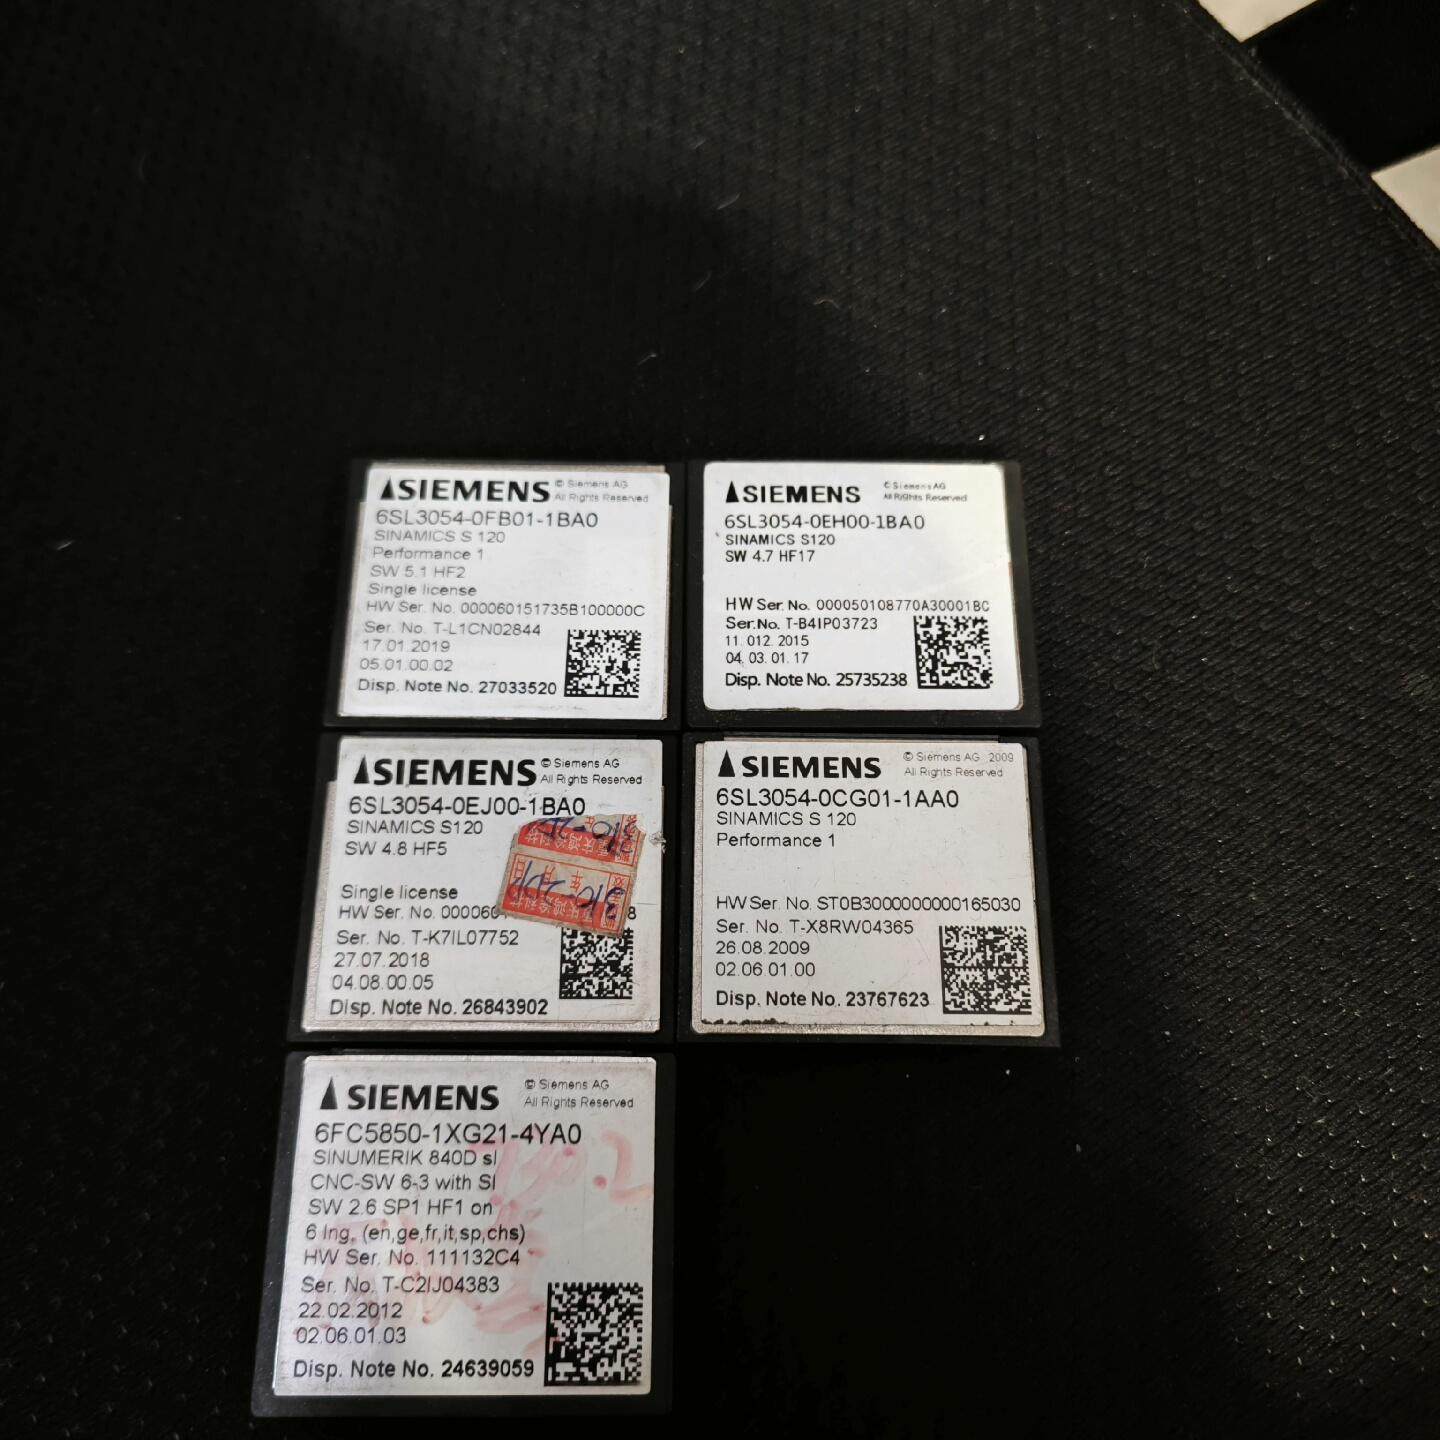 SIEMENS
© Siemens AG
All Rights Reserved
6SL3054-0FB01-1BA0
SINAMICS S 120
Performance 1
SW 5.1 HF2
Single license
HW Ser. No. 000060151735B100000C
Ser. No. T-L1CN02844
17.01.2019
05.01.00.02
Disp. Note No. 27033520
SIEMENS
© Siemens AG
All Rights Reserved
6SL3054-0EH00-1BA0
SINAMICS S120
SW 4.7 HF17
HW Ser. No. 000050108770A30001BC
Ser.No. T-B4IP03723
11. 012. 2015
04. 03. 01. 17
Disp. Note No. 25735238
SIEMENS
© Siemens AG
All Rights Reserved
6SL3054-0EJ00-1BA0
SINAMICS S120
SW 4.8 HF5
Single license
HW Ser. No. 000060 8
Ser. No. T-K7IL07752
27.07.2018
04.08.00.05
Disp. Note No. 26843902
SIEMENS
© Siemens AG 2009
All Rights Reserved
6SL3054-0CG01-1AA0
SINAMICS S 120
Performance 1
HW Ser. No. ST0B3000000000165030
Ser. No. T-X8RW04365
26.08.2009
02.06.01.00
Disp. Note No. 23767623
SIEMENS
© Siemens AG
All Rights Reserved
6FC5850-1XG21-4YA0
SINUMERIK 840D sl
CNC-SW 6-3 with SI
SW 2.6 SP1 HF1 on
6 lng. (en,ge,fr,it,sp,chs)
HW Ser. No. 111132C4
Ser. No. T-C2IJ04383
22.02.2012
02.06.01.03
Disp. Note No. 24639059